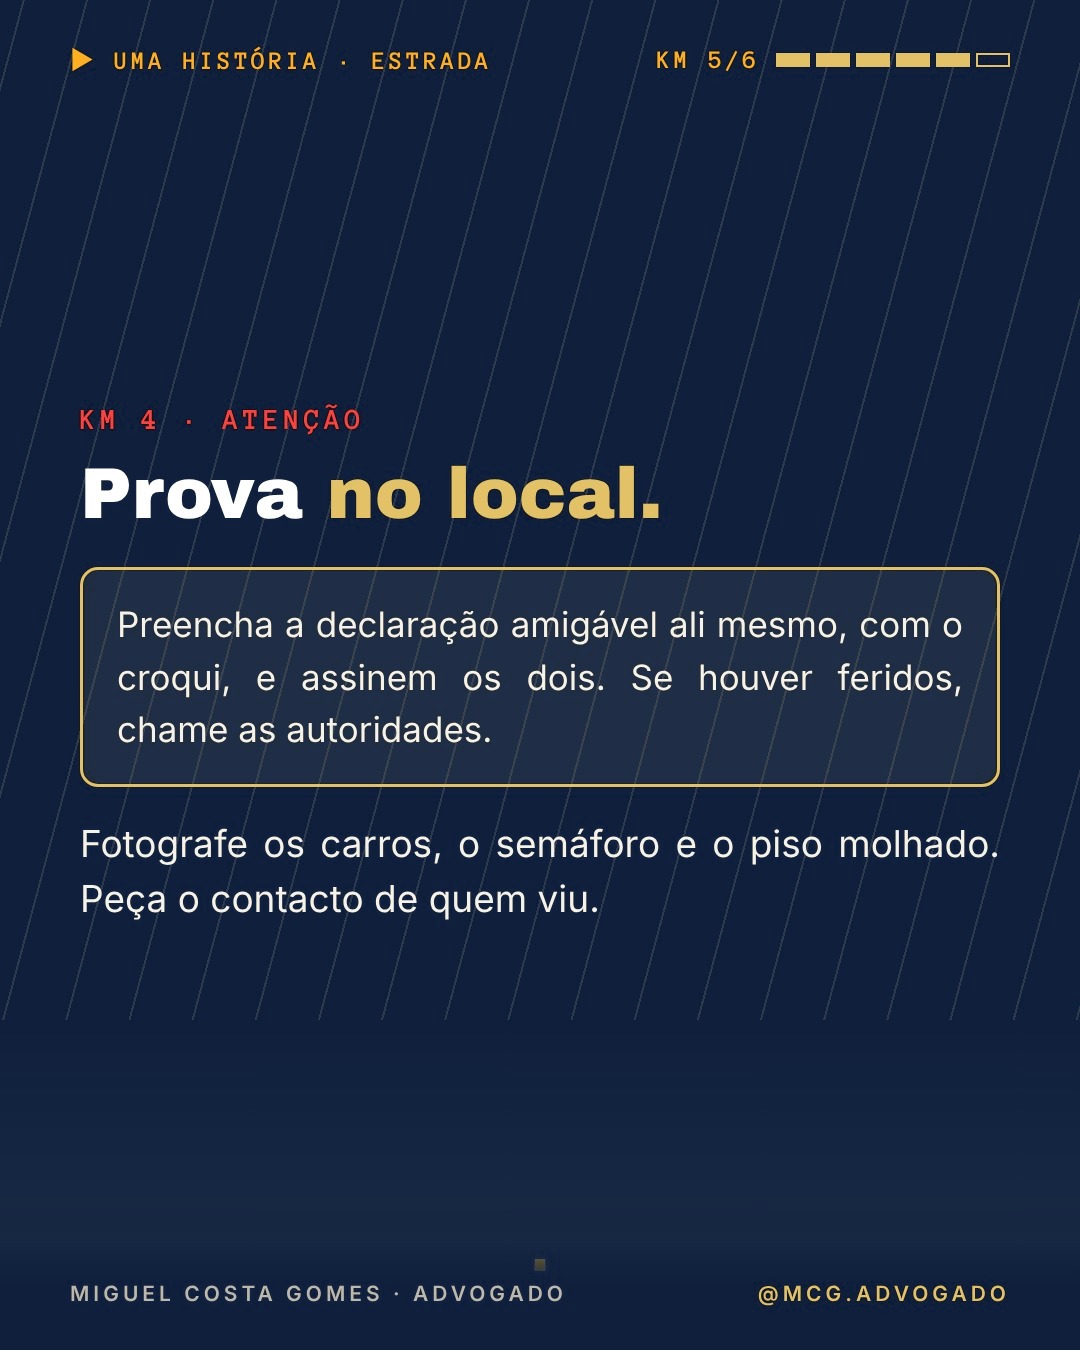 UMA HISTÓRIA · ESTRADA
KM 5/6
KM 4 · ATENÇÃO
Prova no local.
Preencha a declaração amigável ali mesmo, com o
croqui, e assinem os dois. Se houver feridos,
chame as autoridades.
Fotografe os carros, o semáforo e o piso molhado.
Peça o contacto de quem viu.
MIGUEL COSTA GOMES · ADVOGADO
@MCG.ADVOGADO